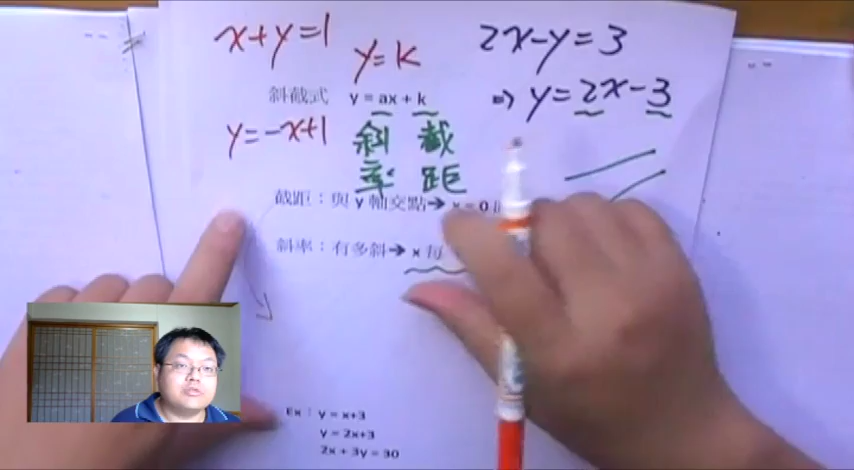 x+y=1
y=k
2x-y=3
斜截式 y = ax + k
⇒ y=2x-3
y=-x+1
斜 截
率 距
截距：與 y 軸交點→ x = 0
斜率：有多斜→ x 每
Ex： y = x+3
y = 2x+3
2x + 3y = 30